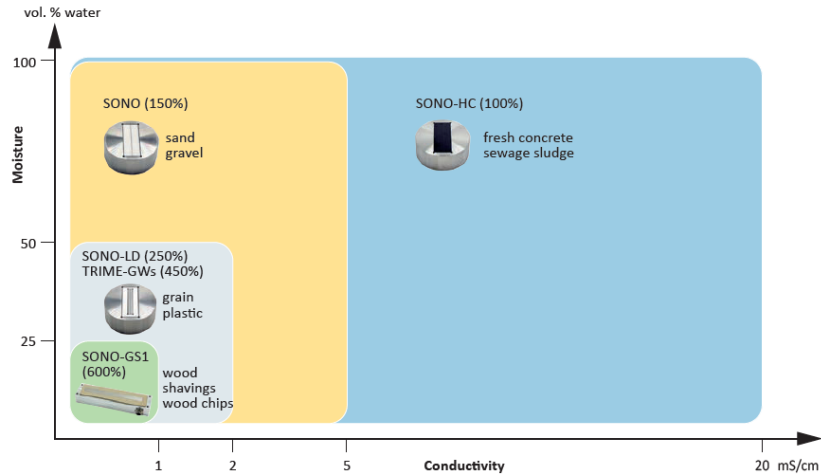 vol. % water
100
50
25
Moisture
SONO (150%)
sand
gravel
SONO-HC (100%)
fresh concrete
sewage sludge
SONO-LD (250%)
TRIME-GWs (450%)
grain
plastic
SONO-GS1
(600%)
wood
shavings
wood chips
1
2
5
Conductivity
20
mS/cm